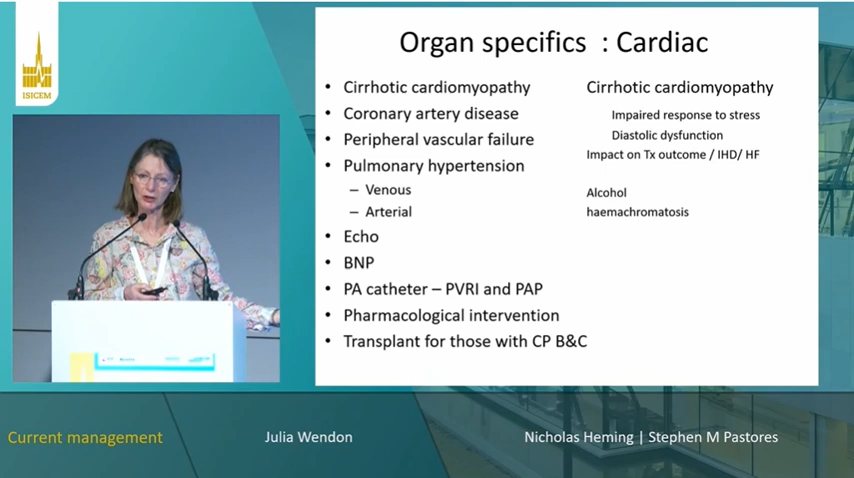 ISICEM
Organ specifics : Cardiac
• Cirrhotic cardiomyopathy
• Coronary artery disease
• Peripheral vascular failure
• Pulmonary hypertension
– Venous
– Arterial
• Echo
• BNP
• PA catheter – PVRI and PAP
• Pharmacological intervention
• Transplant for those with CP B&C
Cirrhotic cardiomyopathy
Impaired response to stress
Diastolic dysfunction
Impact on Tx outcome / IHD/ HF
Alcohol
haemachromatosis
Current management
Julia Wendon
Nicholas Heming | Stephen M Pastores